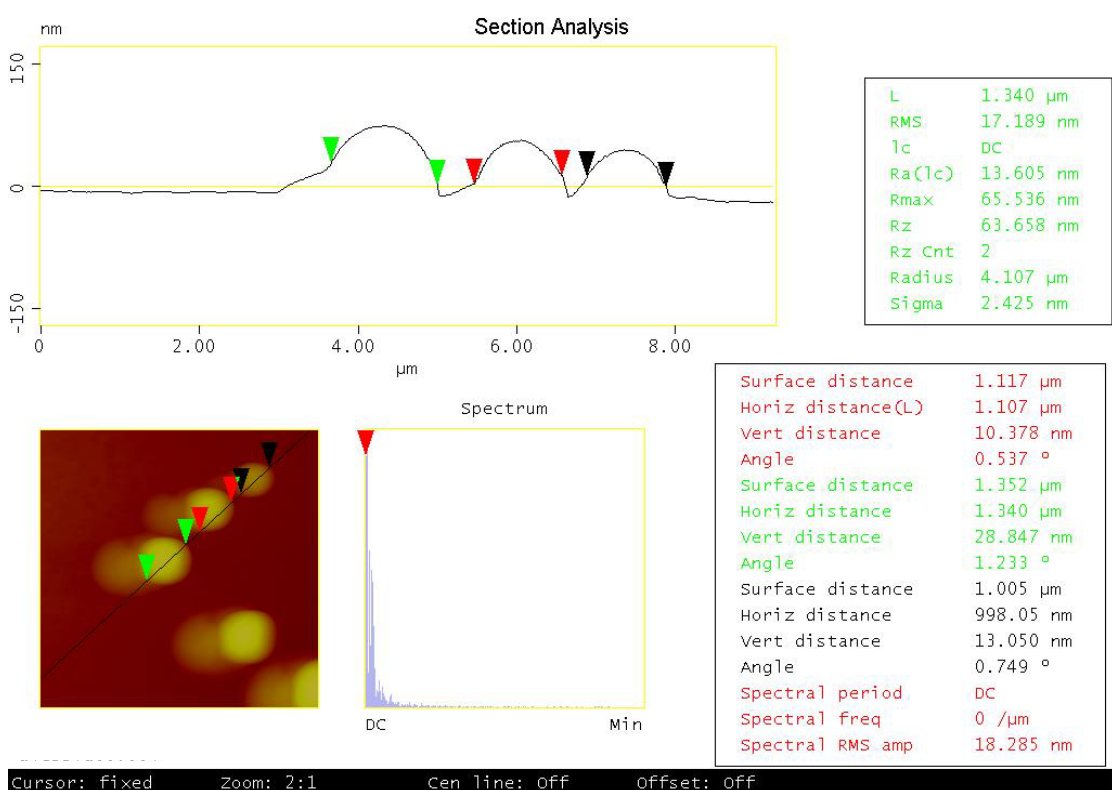 Section Analysis
nm
150
0
-150
0 2.00 4.00 6.00 8.00
µm
L 1.340 µm
RMS 17.189 nm
lc DC
Ra(lc) 13.605 nm
Rmax 65.536 nm
Rz 63.658 nm
Rz Cnt 2
Radius 4.107 µm
Sigma 2.425 nm
Spectrum
DC Min
Surface distance 1.117 µm
Horiz distance(L) 1.107 µm
Vert distance 10.378 nm
Angle 0.537 °
Surface distance 1.352 µm
Horiz distance 1.340 µm
Vert distance 28.847 nm
Angle 1.233 °
Surface distance 1.005 µm
Horiz distance 998.05 nm
Vert distance 13.050 nm
Angle 0.749 °
Spectral period DC
Spectral freq 0 /µm
Spectral RMS amp 18.285 nm
Cursor: fixed Zoom: 2:1 Cen line: Off Offset: Off